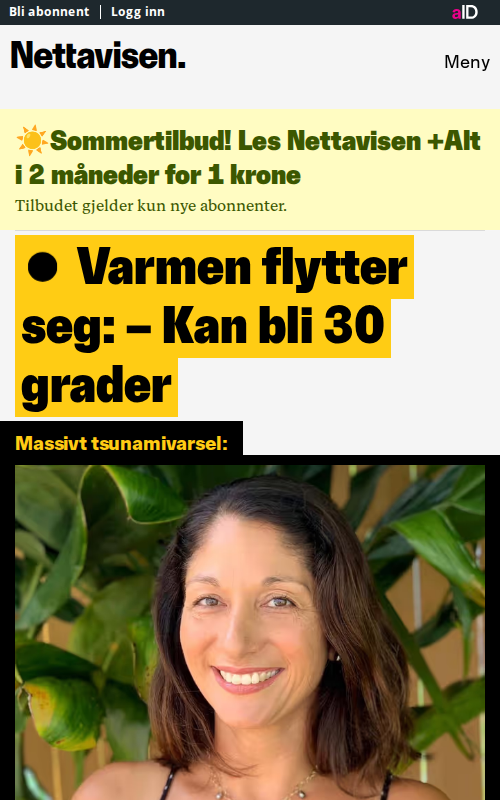 Bli abonnent | Logg inn
aID
Nettavisen.
Meny
☀️Sommertilbud! Les Nettavisen +Alt
i 2 måneder for 1 krone
Tilbudet gjelder kun nye abonnenter.
● Varmen flytter
seg: – Kan bli 30
grader
Massivt tsunamivarsel: